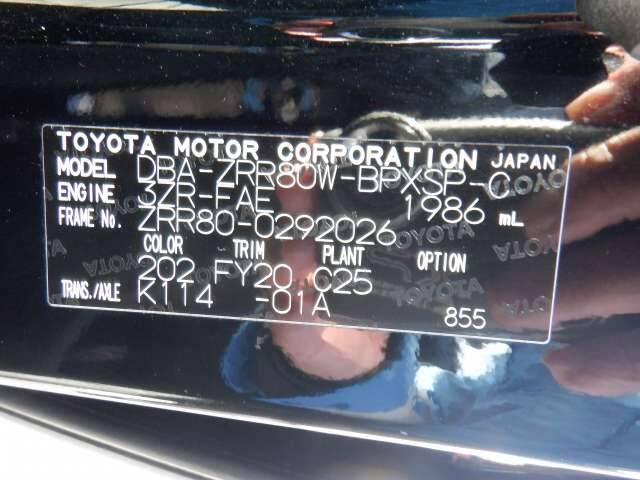 TOYOTA MOTOR CORPORATION JAPAN
MODEL DBA-ZRR80W-BPXSP-C
ENGINE 3ZR-FAE 1986 mL
FRAME No. ZRR80-0292026
COLOR TRIM PLANT OPTION
202 FY20 C25
TRANS./AXLE K114 -01A
855